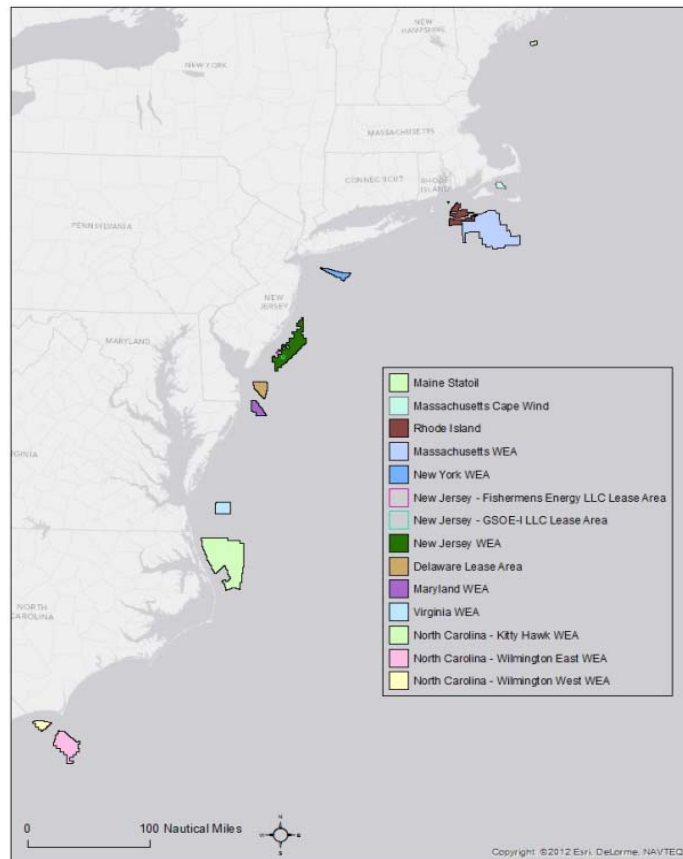 NEW
HAMPSHIRE
NEW YORK
MASSACHUSETTS
CONNECTICUT
RHODE
ISLAND
PENNSYLVANIA
NEW
JERSEY
MARYLAND
VIRGINIA
NORTH
CAROLINA
Maine Statoil
Massachusetts Cape Wind
Rhode Island
Massachusetts WEA
New York WEA
New Jersey - Fishermens Energy LLC Lease Area
New Jersey - GSOE-I LLC Lease Area
New Jersey WEA
Delaware Lease Area
Maryland WEA
Virginia WEA
North Carolina - Kitty Hawk WEA
North Carolina - Wilmington East WEA
North Carolina - Wilmington West WEA
0 100 Nautical Miles
N
W E
S
Copyright ©2012 Esri, DeLorme, NAVTEQ